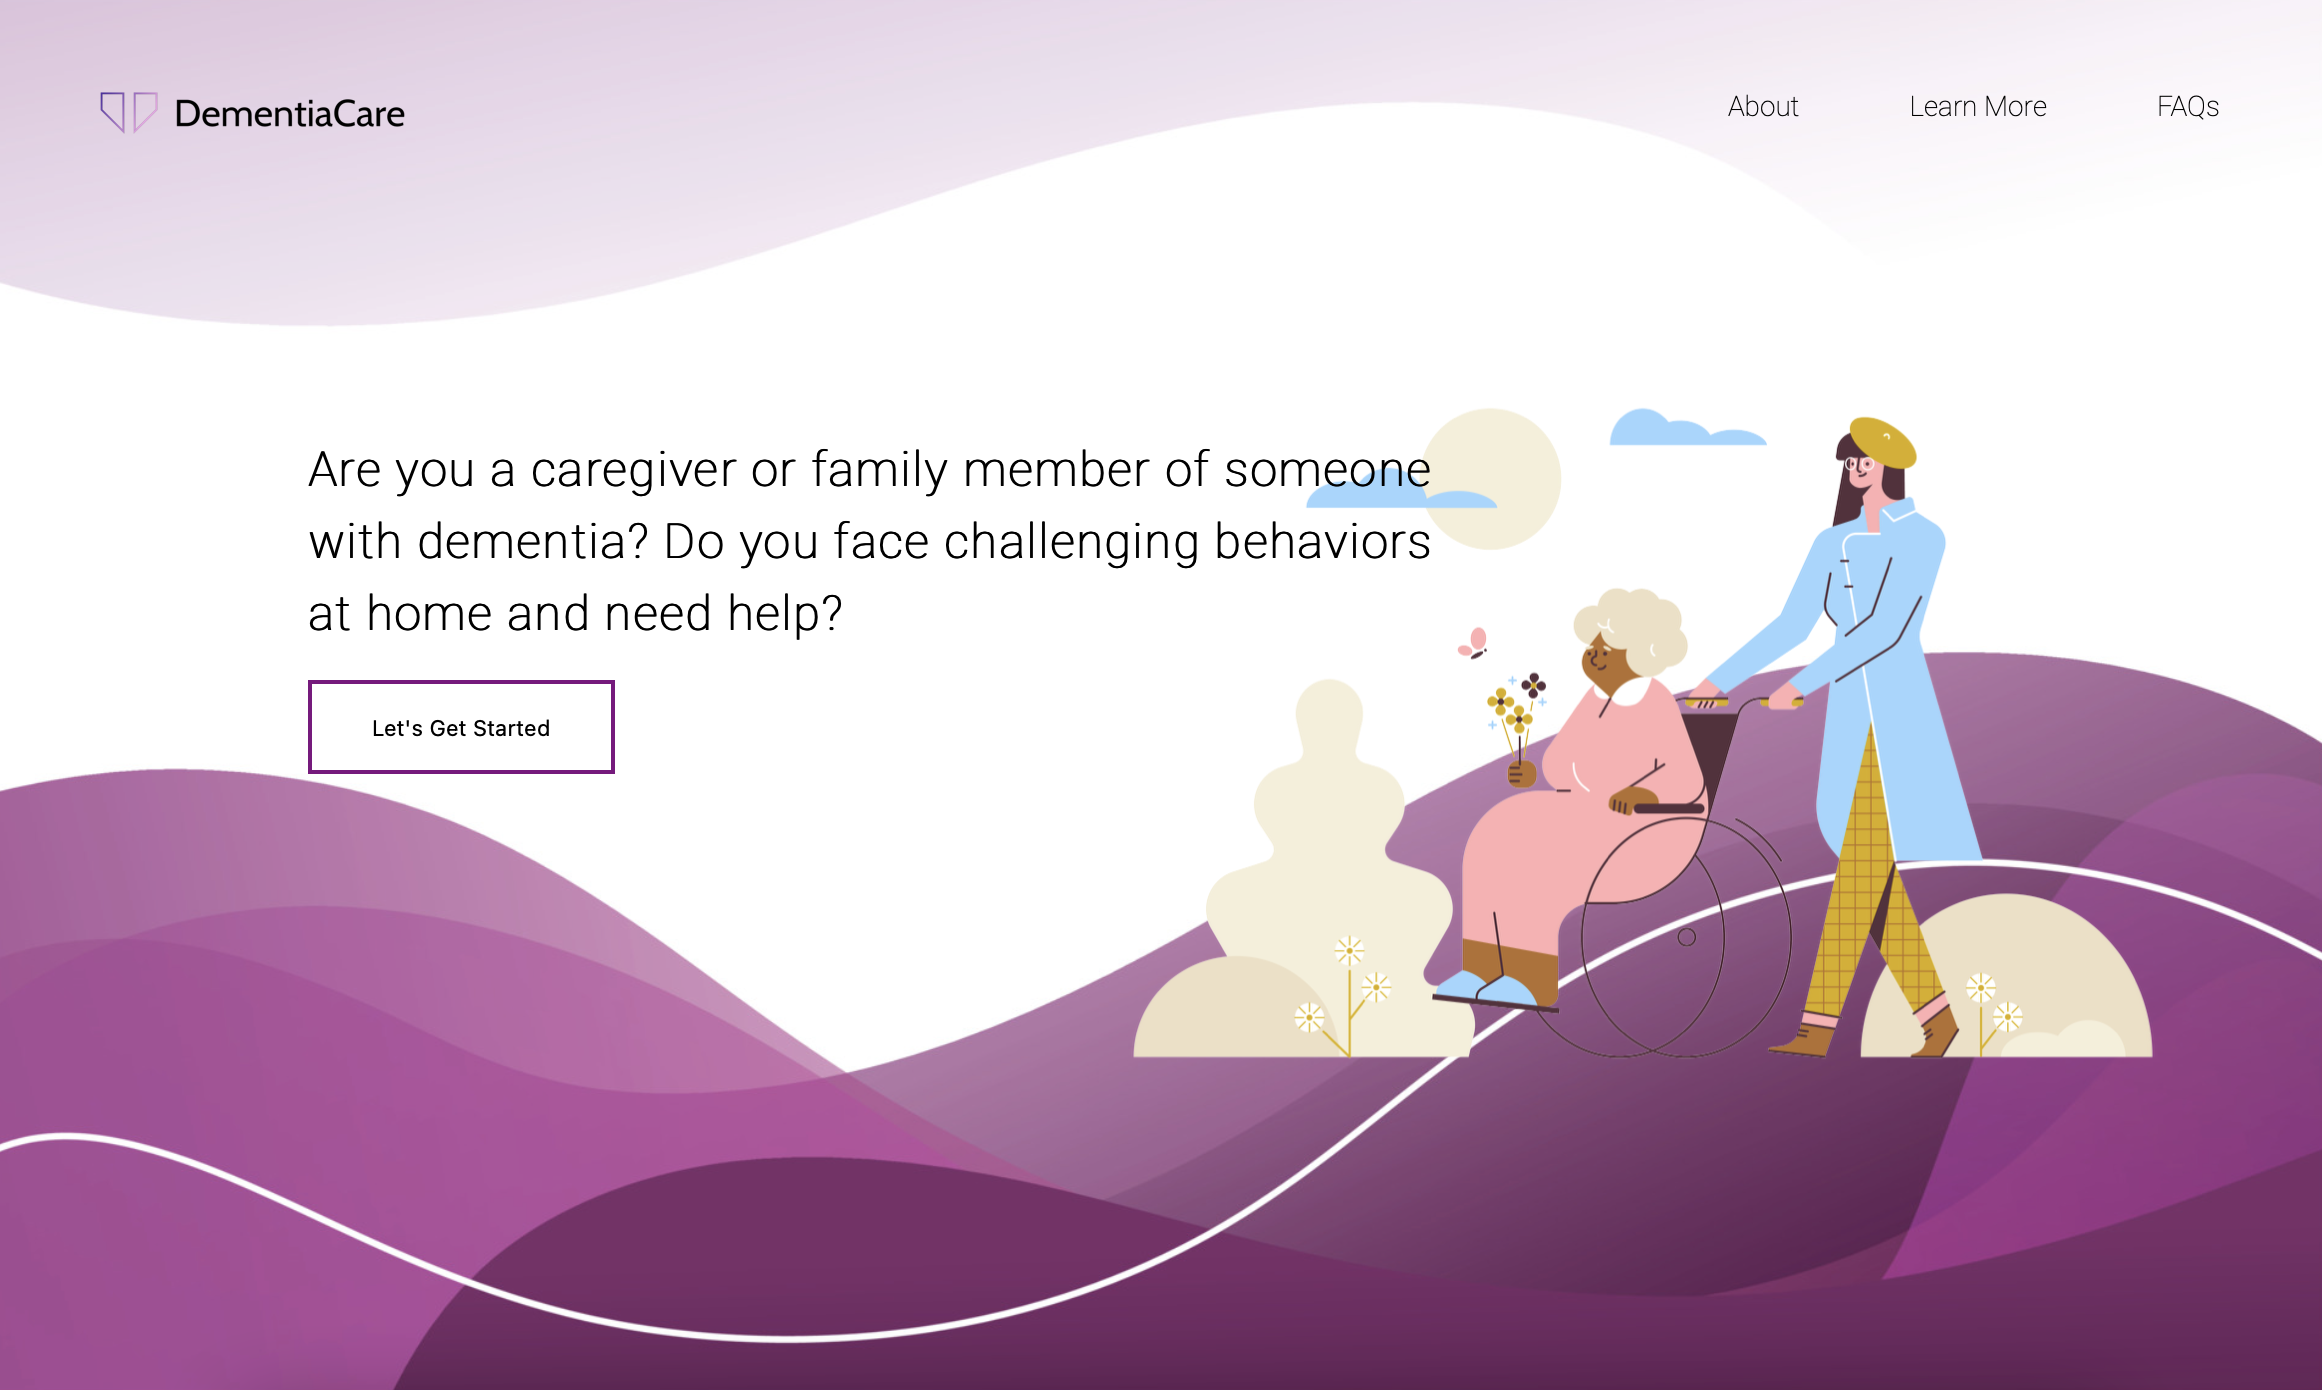 DementiaCare
About
Learn More
FAQs
Are you a caregiver or family member of someone
with dementia? Do you face challenging behaviors
at home and need help?
Let's Get Started